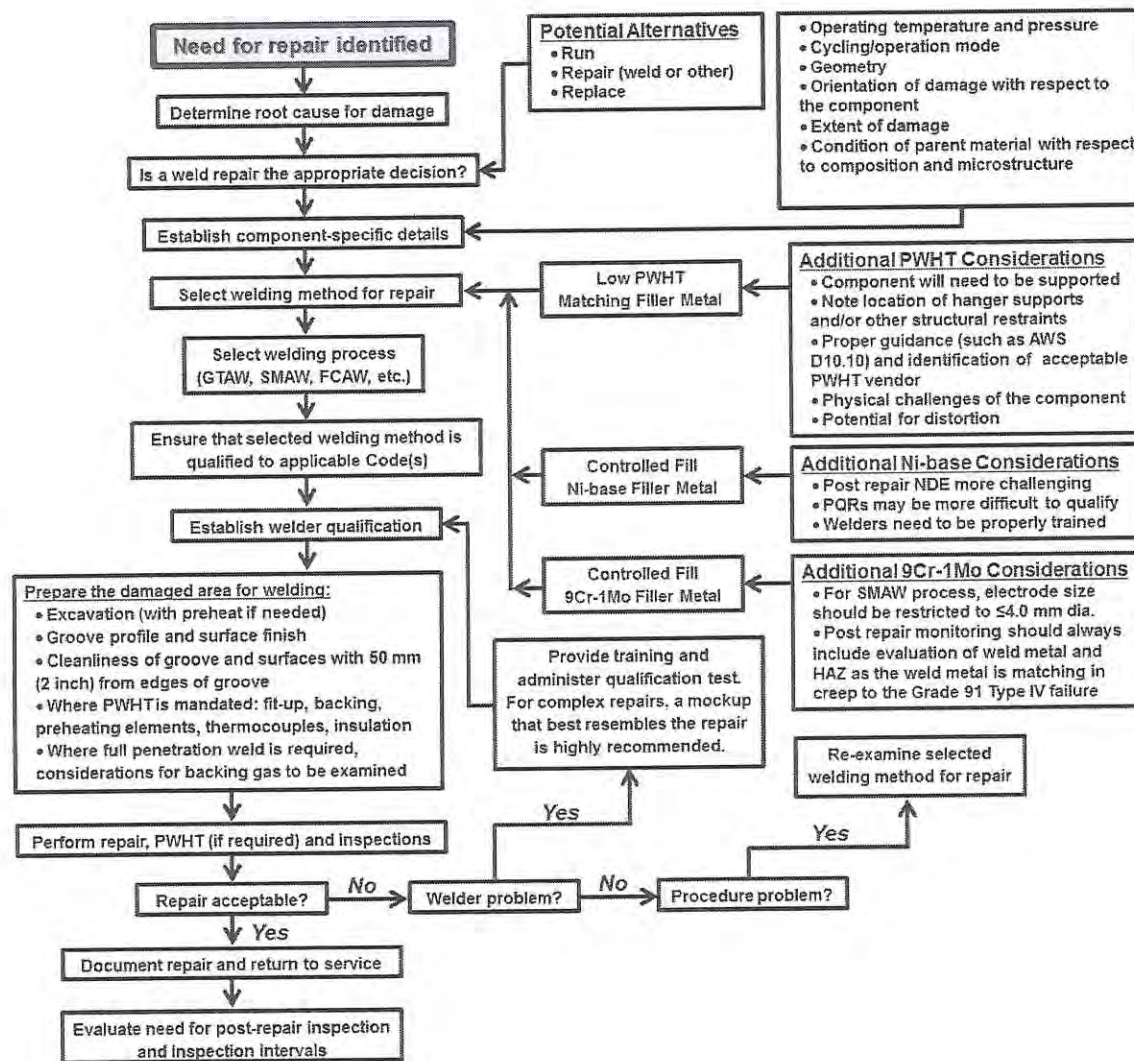 Need for repair identified
Determine root cause for damage
Is a weld repair the appropriate decision?
Potential Alternatives
• Run
• Repair (weld or other)
• Replace
• Operating temperature and pressure
• Cycling/operation mode
• Geometry
• Orientation of damage with respect to
the component
• Extent of damage
• Condition of parent material with respect
to composition and microstructure
Establish component-specific details
Select welding method for repair
Low PWHT
Matching Filler Metal
Additional PWHT Considerations
• Component will need to be supported
• Note location of hanger supports
and/or other structural restraints
• Proper guidance (such as AWS
D10.10) and identification of acceptable
PWHT vendor
• Physical challenges of the component
• Potential for distortion
Select welding process
(GTAW, SMAW, FCAW, etc.)
Ensure that selected welding method is
qualified to applicable Code(s)
Controlled Fill
Ni-base Filler Metal
Additional Ni-base Considerations
• Post repair NDE more challenging
• PQRs may be more difficult to qualify
• Welders need to be properly trained
Establish welder qualification
Controlled Fill
9Cr-1Mo Filler Metal
Additional 9Cr-1Mo Considerations
• For SMAW process, electrode size
should be restricted to ≤4.0 mm dia.
• Post repair monitoring should always
include evaluation of weld metal and
HAZ as the weld metal is matching in
creep to the Grade 91 Type IV failure
Prepare the damaged area for welding:
• Excavation (with preheat if needed)
• Groove profile and surface finish
• Cleanliness of groove and surfaces with 50 mm
(2 inch) from edges of groove
• Where PWHT is mandated: fit-up, backing,
preheating elements, thermocouples, insulation
• Where full penetration weld is required,
considerations for backing gas to be examined
Provide training and
administer qualification test.
For complex repairs, a mockup
that best resembles the repair
is highly recommended.
Re-examine selected
welding method for repair
Perform repair, PWHT (if required) and inspections
Yes
Yes
Repair acceptable?
No
Welder problem?
No
Procedure problem?
Yes
Document repair and return to service
Evaluate need for post-repair inspection
and inspection intervals